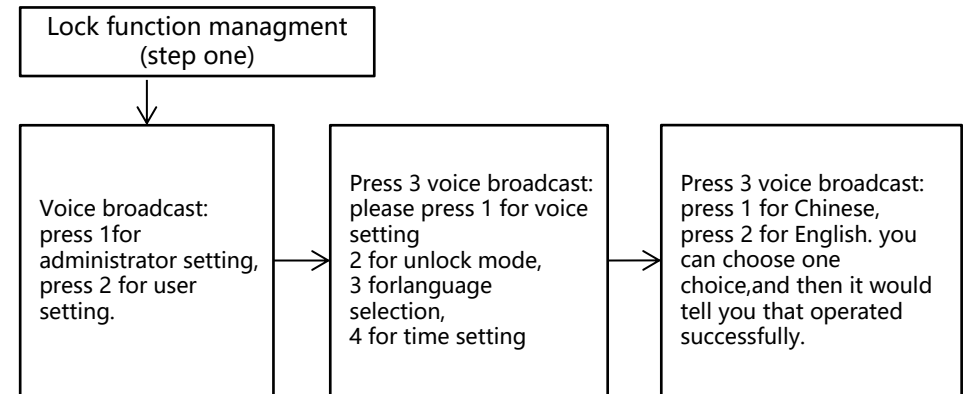 Lock function managment
(step one)
Voice broadcast:
press 1for
administrator setting,
press 2 for user
setting.
Press 3 voice broadcast:
please press 1 for voice
setting
2 for unlock mode,
3 forlanguage
selection,
4 for time setting
Press 3 voice broadcast:
press 1 for Chinese,
press 2 for English. you
can choose one
choice,and then it would
tell you that operated
successfully.